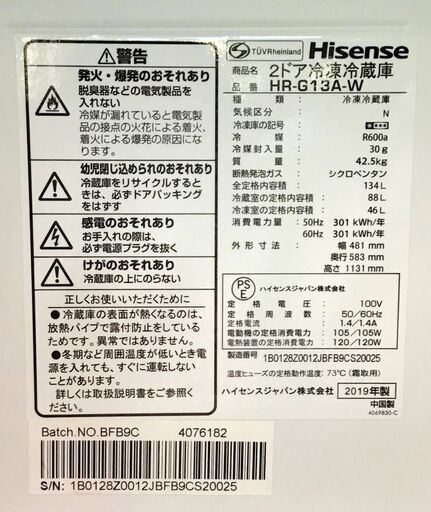 警告
発火・爆発のおそれあり
脱臭器などの電気製品を
入れない
冷媒が漏れていると電気製品
の接点の火花による着火、
着火による爆発の原因に
なります。
幼児閉じ込められのおそれあり
冷蔵庫をリサイクルすると
きは、必ずドアパッキング
をはずす
感電のおそれあり
お手入れの際は、
必ず電源プラグを抜く
けがのおそれあり
冷蔵庫の上にのらない
正しくお使いいただくために
●冷蔵庫の表面が熱くなるのは、
放熱パイプで露付防止をしている
ためです。異常ではありません。
●冬期など周囲温度が低いとき電
源を入れても、すぐに運転しない
ことがあります。
詳しくは取扱説明書をご覧ください。
TÜVRheinland Hisense
商品名 2ドア冷凍冷蔵庫
HR-G13A-W
種類 冷凍冷蔵庫
気候区分 N
冷凍庫の記号
冷媒 R600a
冷媒封入量 30g
質量 42.5kg
断熱発泡ガス シクロペンタン
全定格内容積 134L
冷蔵室の定格内容積 88L
冷凍室の定格内容積 46L
消費電力量 50Hz 301 kWh/年
60Hz 301 kWh/年
外形寸法 幅 481 mm
奥行 583 mm
高さ 1131 mm
PS
E
ハイセンスジャパン株式会社
定格電圧 100V
定格周波数 50/60Hz
定格電流 1.4/1.4A
電動機の定格消費電力 105/105W
電熱装置の定格消費電力 120/120W
製造番号 1B0128Z0012JBFB9CS20025
温度ヒューズの定格動作温度: 73℃ (霜取用)
ハイセンスジャパン株式会社 2019年製
中国製
4069830-C
Batch.NO.BFB9C 4076182
S/N: 1B0128Z0012JBFB9CS20025